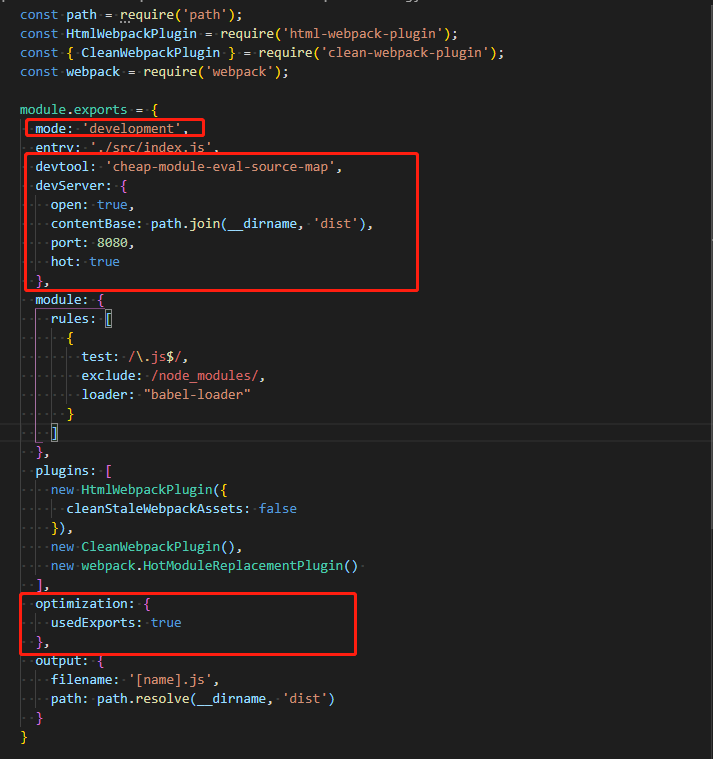 const path = require('path');
const HtmlWebpackPlugin = require('html-webpack-plugin');
const { CleanWebpackPlugin } = require('clean-webpack-plugin');
const webpack = require('webpack');
module.exports = {
mode: 'development',
entry: './src/index.js',
devtool: 'cheap-module-eval-source-map',
devServer: {
open: true,
contentBase: path.join(__dirname, 'dist'),
port: 8080,
hot: true
},
module: {
rules: [
{
test: /\.js$/,
exclude: /node_modules/,
loader: "babel-loader"
}
]
},
plugins: [
new HtmlWebpackPlugin({
cleanStaleWebpackAssets: false
}),
new CleanWebpackPlugin(),
new webpack.HotModuleReplacementPlugin()
],
optimization: {
usedExports: true
},
output: {
filename: '[name].js',
path: path.resolve(__dirname, 'dist')
}
}